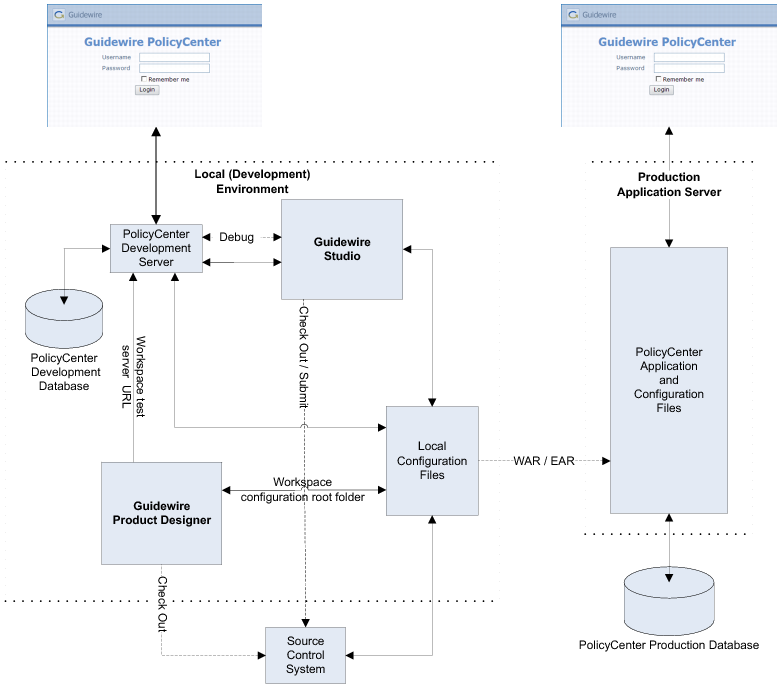 Guidewire
Guidewire PolicyCenter
Username
Password
Remember me
Login
Guidewire
Guidewire PolicyCenter
Username
Password
Remember me
Login
Local (Development)
Environment
Production
Application Server
PolicyCenter
Development
Server
Debug
Guidewire
Studio
PolicyCenter
Development
Database
Workspace test
server URL
Check Out / Submit
PolicyCenter
Application
and
Configuration
Files
Local
Configuration
Files
WAR / EAR
Guidewire
Product Designer
Workspace
configuration root folder
Check Out
Source
Control
System
PolicyCenter Production Database